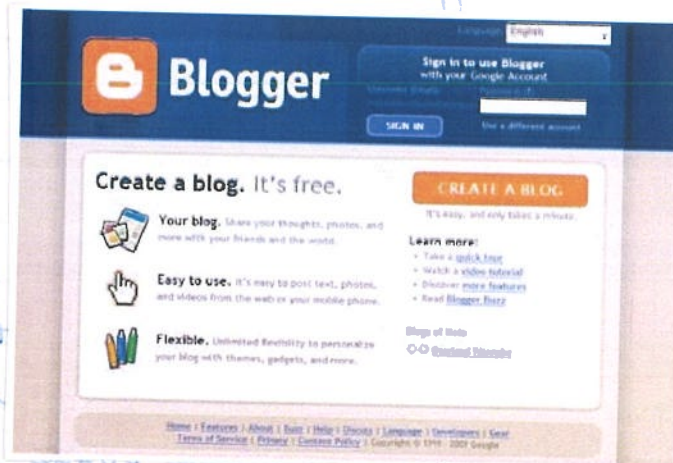 Language: English
Blogger
Sign in to use Blogger
with your Google Account
SIGN IN
Use a different account
Create a blog. It's free.
CREATE A BLOG
It's easy, and only takes a minute.
Your blog. Share your thoughts, photos, and
more with your friends and the world.
Easy to use. It's easy to post text, photos,
and videos from the web or your mobile phone.
Flexible. Unlimited flexibility to personalize
your blog with themes, gadgets, and more.
Learn more:
• Take a quick tour
• Watch a video tutorial
• Discover more features
• Read Blogger Buzz
Blogs of Note
Home | Features | About | Buzz | Help | Discuss | Language | Developers | Gear
Terms of Service | Privacy | Content Policy | Copyright © 1999 - 2009 Google